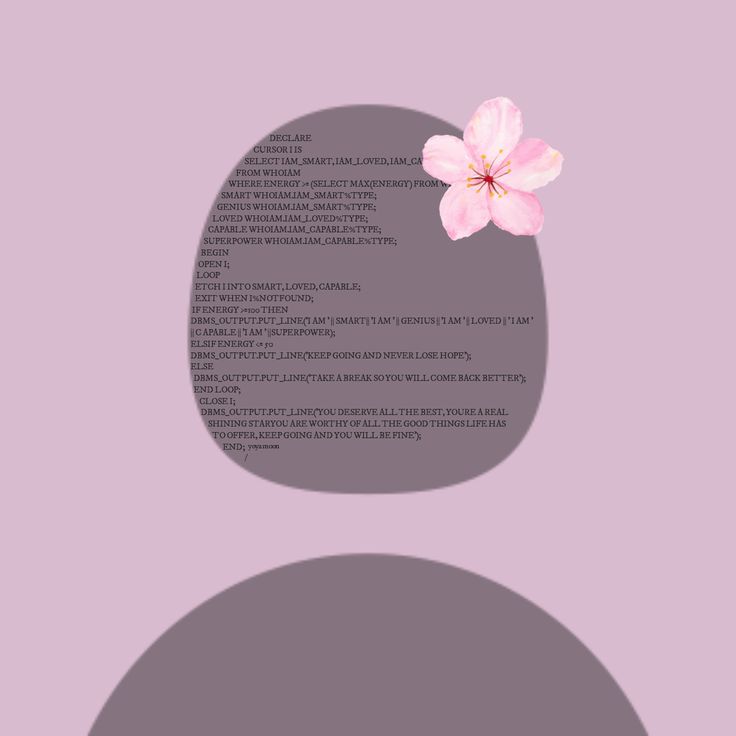 DECLARE
CURSOR I IS
SELECT IAM_SMART, IAM_LOVED, IAM_CA
FROM WHOIAM
WHERE ENERGY >= (SELECT MAX(ENERGY) FROM W
SMART WHOIAM.IAM_SMART%TYPE;
GENIUS WHOIAM.IAM_SMART%TYPE;
LOVED WHOIAM.IAM_LOVED%TYPE;
CAPABLE WHOIAM.IAM_CAPABLE%TYPE;
SUPERPOWER WHOIAM.IAM_CAPABLE%TYPE;
BEGIN
OPEN I;
LOOP
ETCH I INTO SMART, LOVED, CAPABLE;
EXIT WHEN I%NOTFOUND;
IF ENERGY >=100 THEN
DBMS_OUTPUT.PUT_LINE('I AM ' || SMART|| 'I AM ' || GENIUS || 'I AM ' || LOVED || ' I AM '
|| C APABLE || 'I AM ' ||SUPERPOWER);
ELSIF ENERGY <= 50
DBMS_OUTPUT.PUT_LINE('KEEP GOING AND NEVER LOSE HOPE');
ELSE
DBMS_OUTPUT.PUT_LINE('TAKE A BREAK SO YOU WILL COME BACK BETTER');
END LOOP;
CLOSE I;
DBMS_OUTPUT.PUT_LINE('YOU DESERVE ALL THE BEST, YOURE A REAL
SHINING STARYOU ARE WORTHY OF ALL THE GOOD THINGS LIFE HAS
TO OFFER, KEEP GOING AND YOU WILL BE FINE');
END; yoyamoon
/